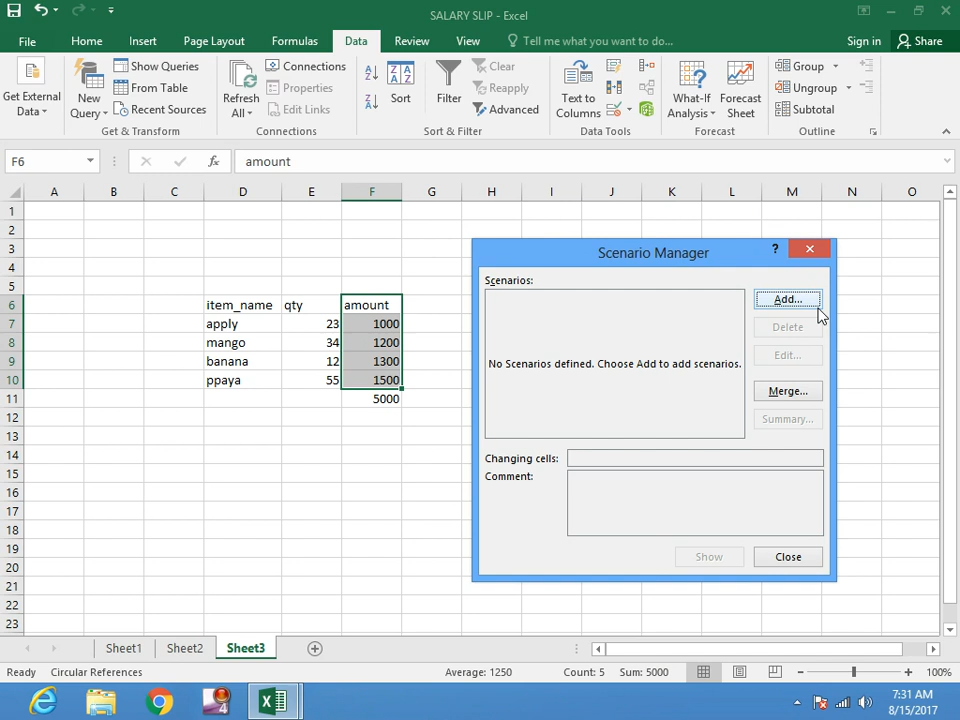 SALARY SLIP - Excel
File Home Insert Page Layout Formulas Data Review View Tell me what you want to do... Sign in Share
Get External Data
New Query
Show Queries
From Table
Recent Sources
Get & Transform
Refresh All
Connections
Properties
Edit Links
Connections
Sort
Filter
Clear
Reapply
Advanced
Sort & Filter
Text to Columns
Data Tools
What-If Analysis
Forecast Sheet
Forecast
Group
Ungroup
Subtotal
Outline
F6 fx amount
A B C D E F G H I J K L M N O
1
2
3
4
5
6 item_name qty amount
7 apply 23 1000
8 mango 34 1200
9 banana 12 1300
10 ppaya 55 1500
11 5000
12
13
14
15
16
17
18
19
20
21
22
23
Scenario Manager ?
Scenarios:
No Scenarios defined. Choose Add to add scenarios.
Add...
Delete
Edit...
Merge...
Summary...
Changing cells:
Comment:
Show Close
Sheet1 Sheet2 Sheet3
Ready Circular References Average: 1250 Count: 5 Sum: 5000 100%
4
7:31 AM
8/15/2017